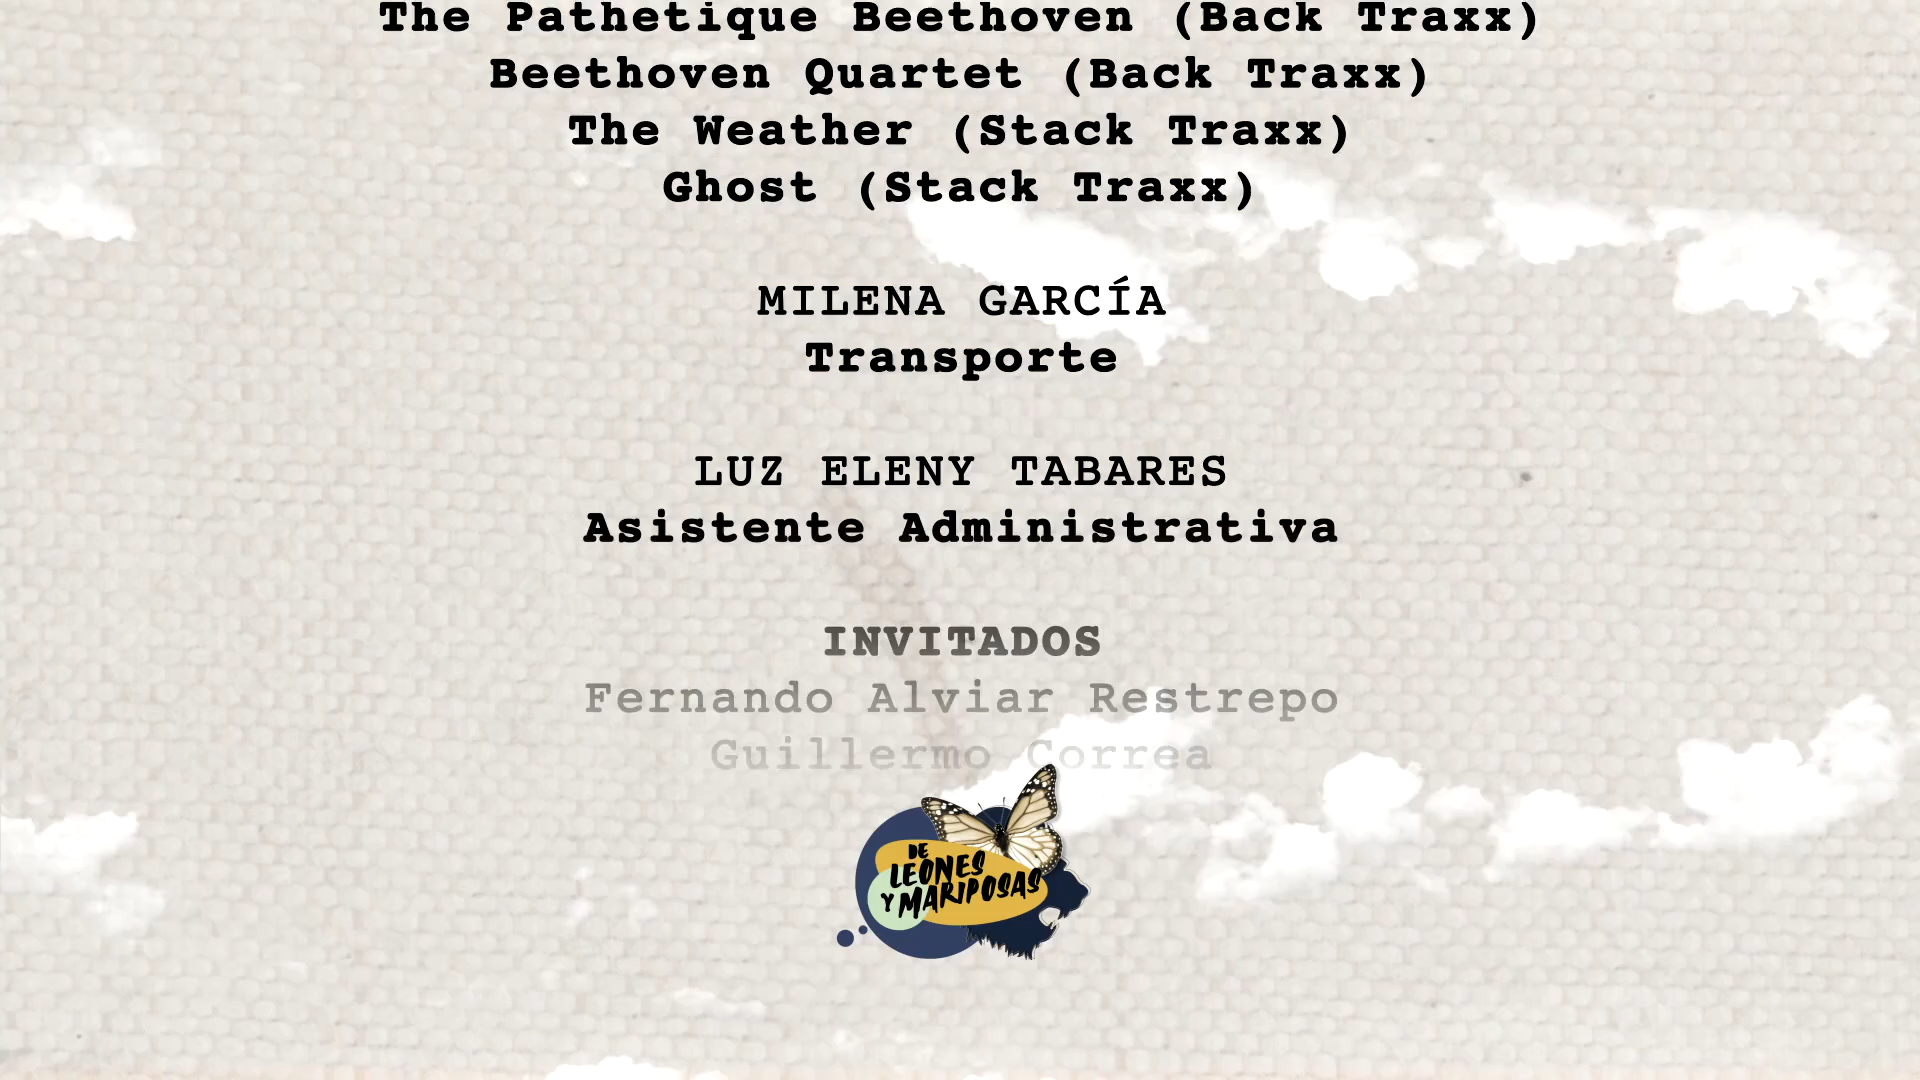 The Pathetique Beethoven (Back Traxx)
Beethoven Quartet (Back Traxx)
The Weather (Stack Traxx)
Ghost (Stack Traxx)
MILENA GARCÍA
Transporte
LUZ ELENY TABARES
Asistente Administrativa
INVITADOS
Fernando Alviar Restrepo
Guillermo Correa
DE
LEONES
Y MARIPOSAS